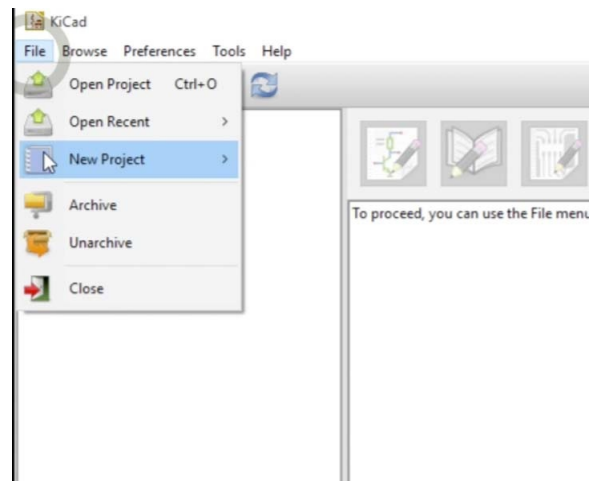 KiCad
File Browse Preferences Tools Help
Open Project Ctrl+O
Open Recent >
New Project >
Archive
To proceed, you can use the File menu
Unarchive
Close